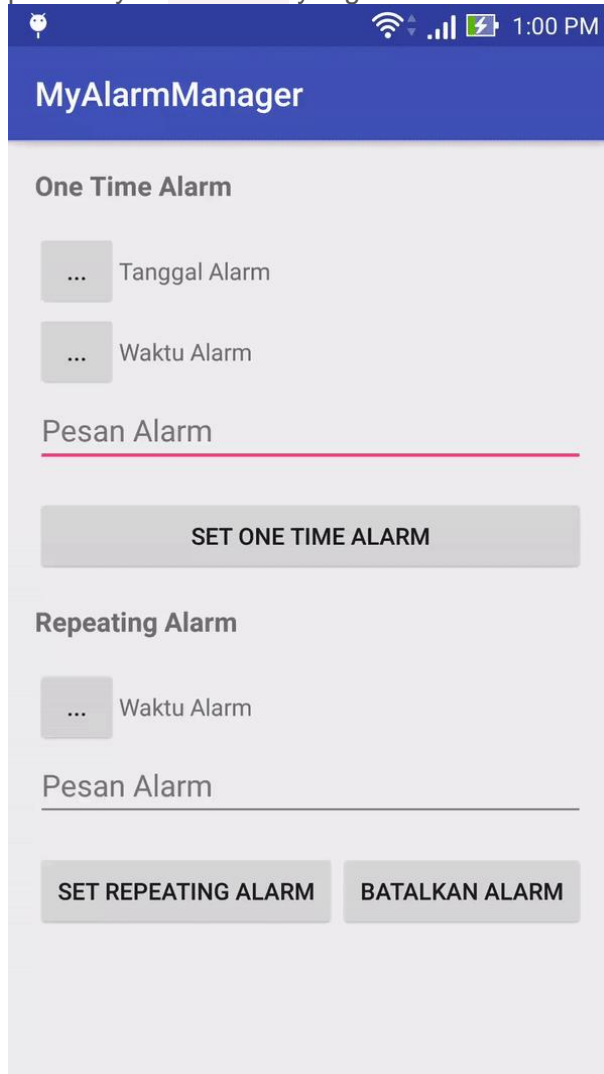 1:00 PM
MyAlarmManager
One Time Alarm
... Tanggal Alarm
... Waktu Alarm
Pesan Alarm
SET ONE TIME ALARM
Repeating Alarm
... Waktu Alarm
Pesan Alarm
SET REPEATING ALARM BATALKAN ALARM